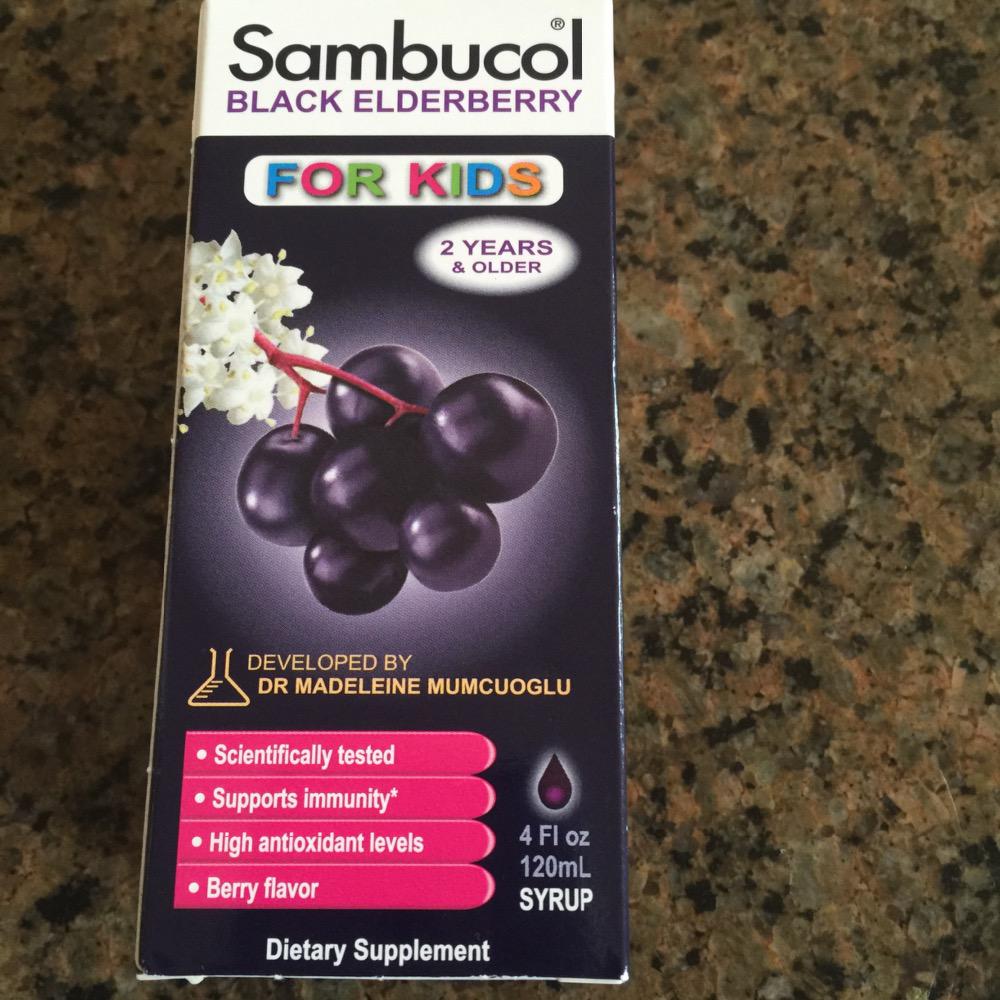 Sambucol®
BLACK ELDERBERRY
FOR KIDS
2 YEARS
& OLDER
DEVELOPED BY
DR MADELEINE MUMCUOGLU
• Scientifically tested
• Supports immunity*
• High antioxidant levels
• Berry flavor
4 Fl oz
120mL
SYRUP
Dietary Supplement